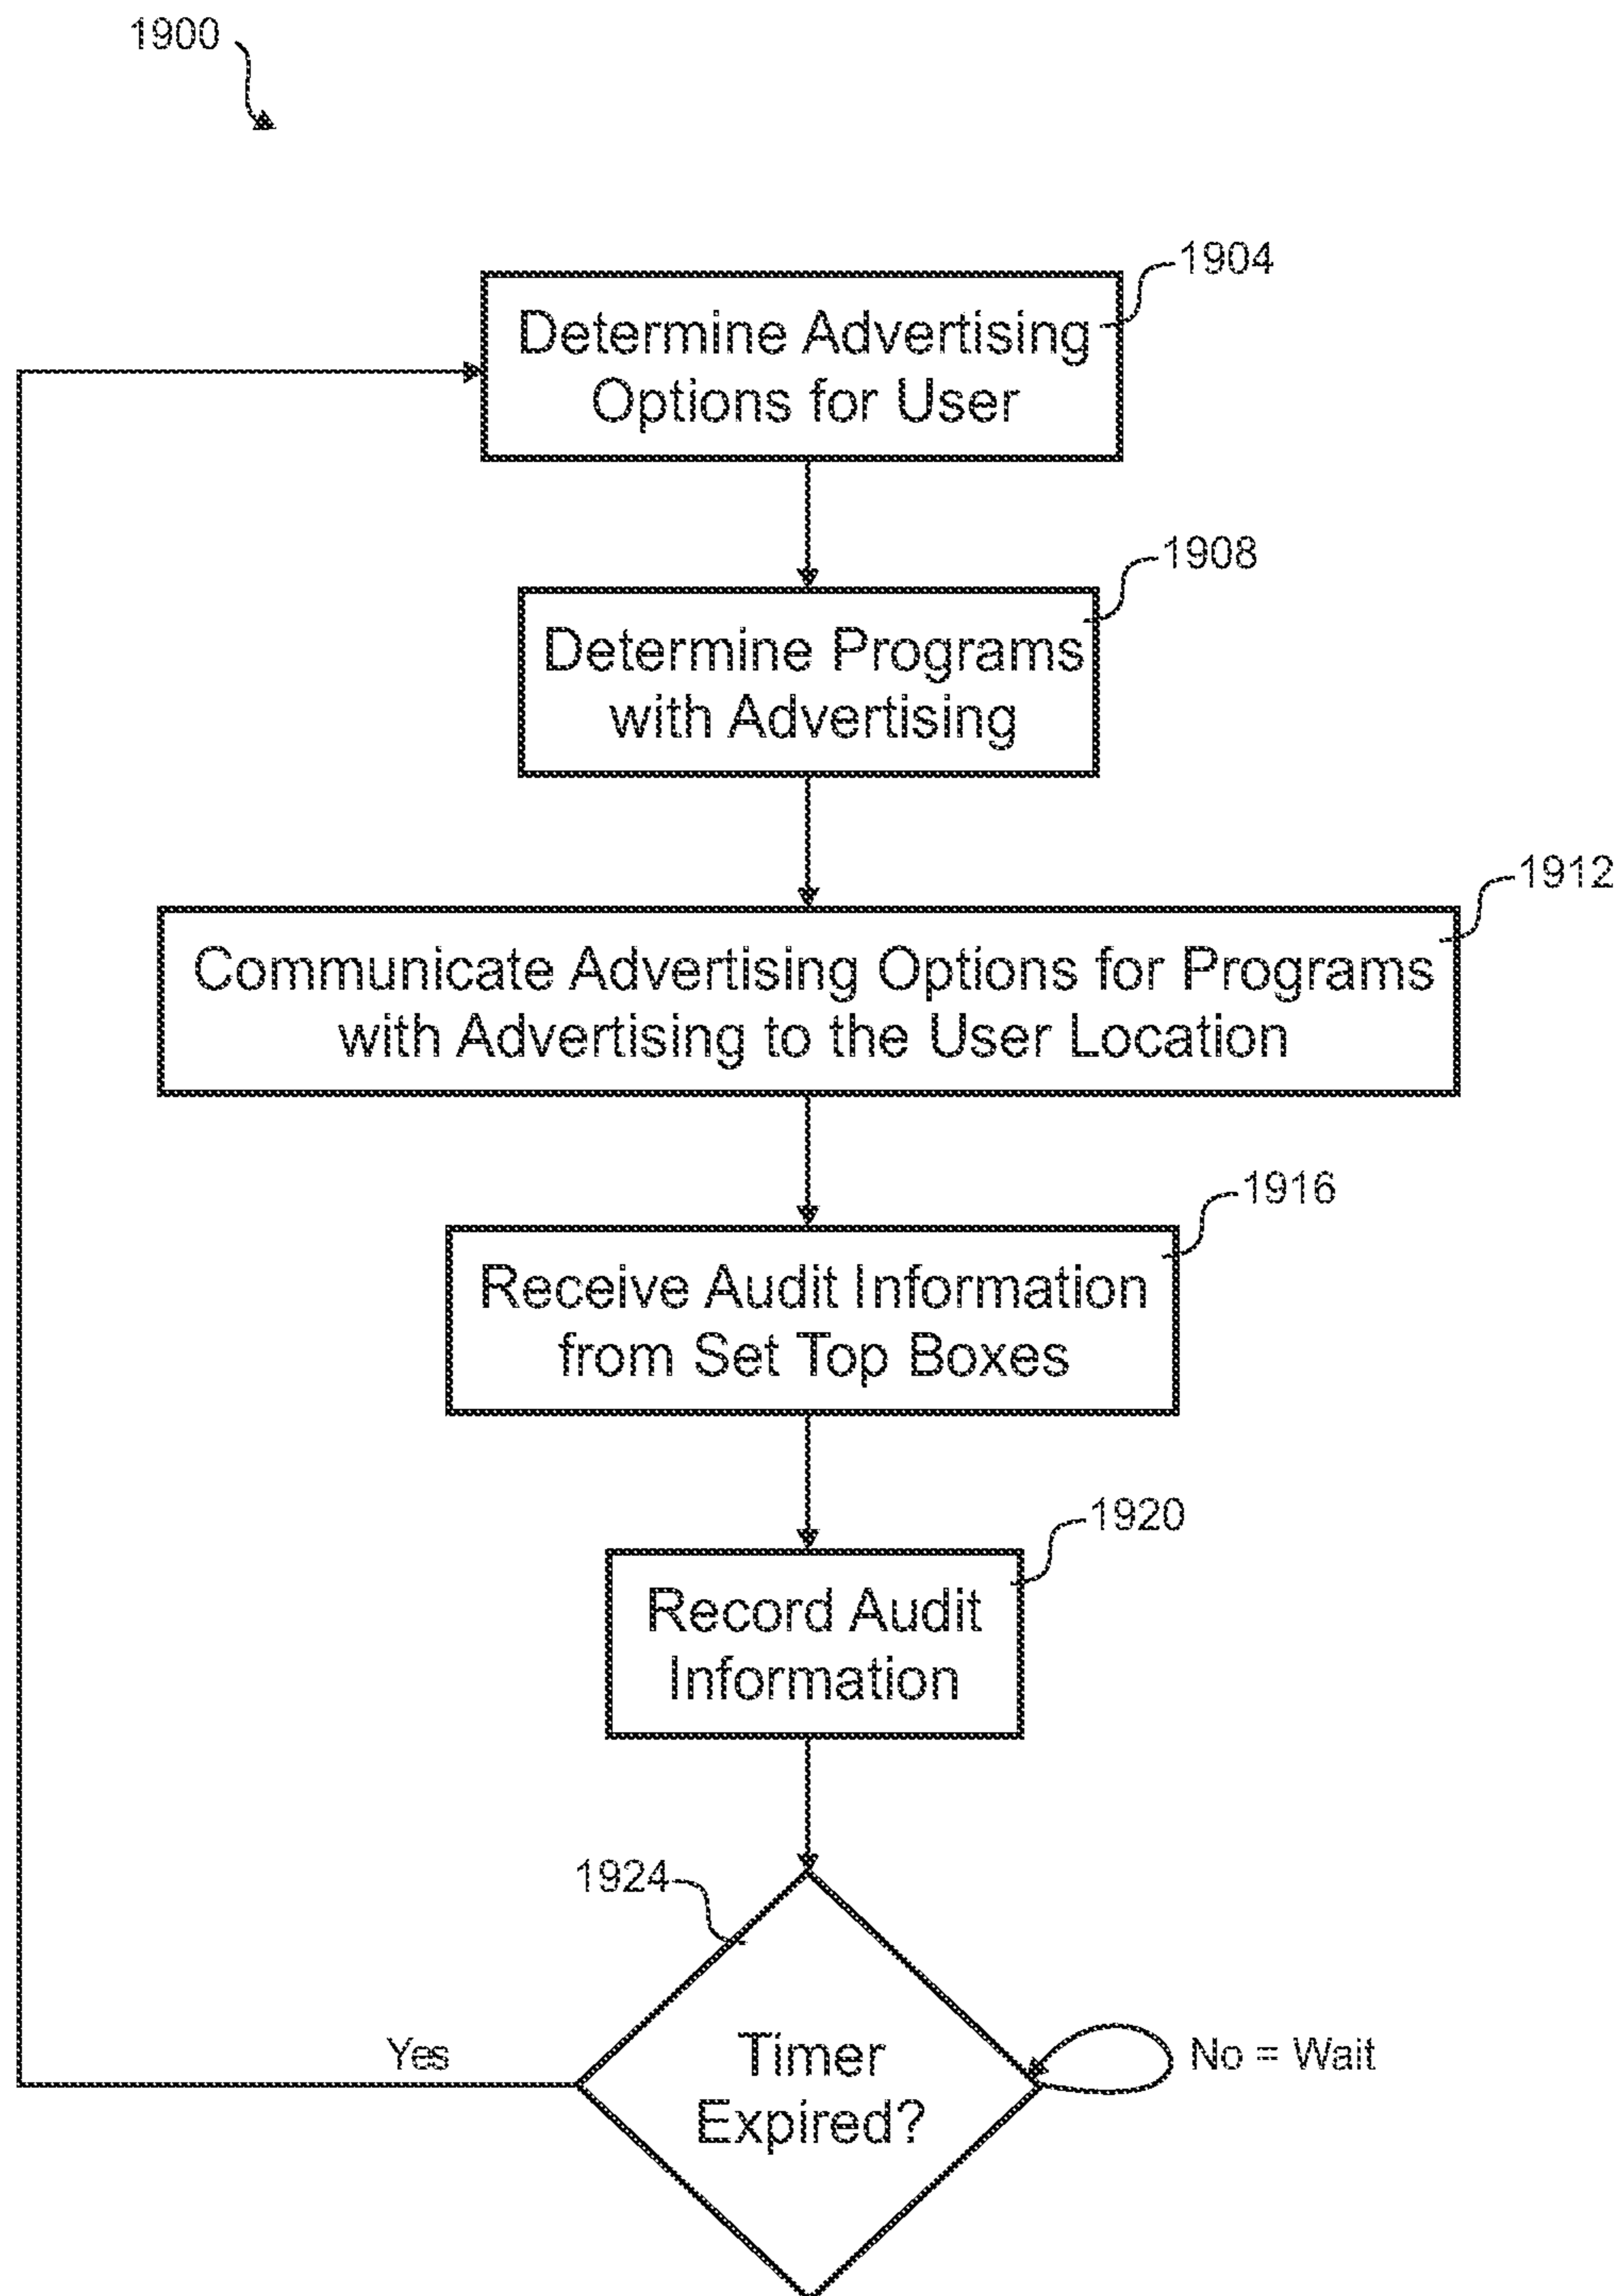 1900
1904
Determine Advertising
Options for User
1908
Determine Programs
with Advertising
1912
Communicate Advertising Options for Programs
with Advertising to the User Location
1916
Receive Audit Information
from Set Top Boxes
1920
Record Audit
Information
1924
Yes
Timer
Expired?
No = Wait